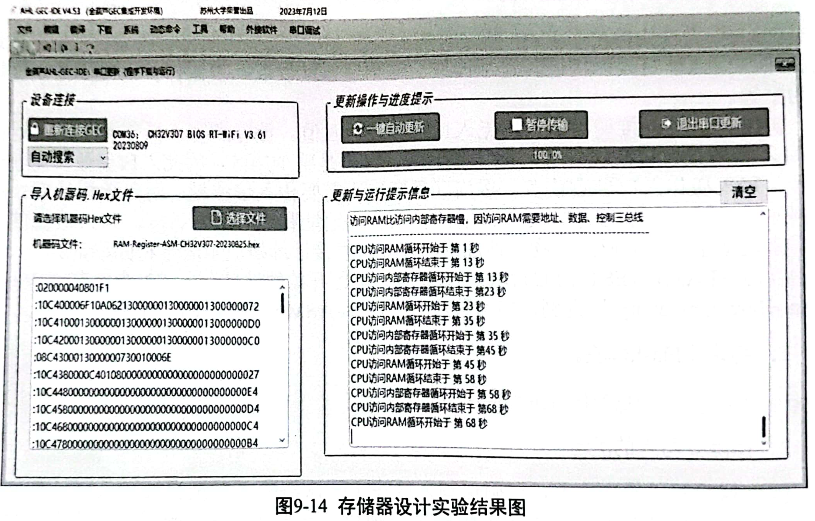 AHL-GEC-IDE V4.53 (金葫芦GEC集成开发环境) 苏州大学荣誉出品 2023年7月12日
文件 编辑 编译 下载 系统 动态命令 工具 帮助 外接软件 串口调试
金葫芦AHL-GEC-IDE: 串口更新 (程序下载与运行)
设备连接
重新连接GEC
COM36: CH32V307 BIOS RT-WiFi V3.61
20230809
自动搜索
更新操作与进度提示
一键自动更新 暂停传输 退出串口更新
100.0%
导入机器码.Hex文件
请选择机器码Hex文件 选择文件
机器码文件: RAM-Register-ASM-CH32V307-20230825.hex
:020000040801F1
:10C400006F10A062130000001300000013000000072
:10C4100013000000130000001300000013000000D0
:10C4200013000000130000001300000013000000C0
:08C4300013000000730010006E
:10C4380000C401080000000000000000000000000027
:10C4480000000000000000000000000000000000E4
:10C4580000000000000000000000000000000000D4
:10C4680000000000000000000000000000000000C4
:10C4780000000000000000000000000000000000B4
更新与运行提示信息 清空
访问RAM比访问内部寄存器慢，因访问RAM需要地址、数据、控制三总线
CPU访问RAM循环开始于 第 1 秒
CPU访问RAM循环结束于 第 13 秒
CPU访问内部寄存器循环开始于 第 13 秒
CPU访问内部寄存器循环结束于 第23 秒
CPU访问RAM循环开始于 第 23 秒
CPU访问RAM循环结束于 第 35 秒
CPU访问内部寄存器循环开始于 第 35 秒
CPU访问内部寄存器循环结束于 第45 秒
CPU访问RAM循环开始于 第 45 秒
CPU访问RAM循环结束于 第 58 秒
CPU访问内部寄存器循环开始于 第 58 秒
CPU访问内部寄存器循环结束于 第68 秒
CPU访问RAM循环开始于 第 68 秒
图9-14 存储器设计实验结果图